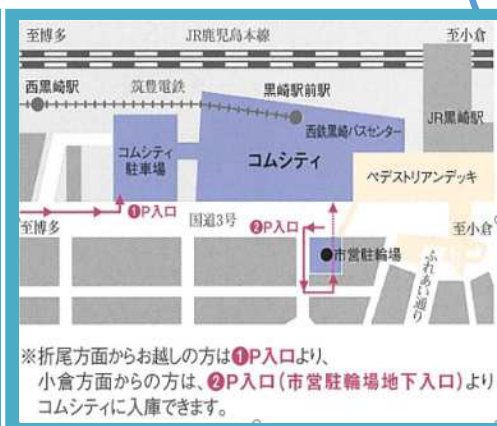 至博多
JR鹿児島本線
至小倉
西黒崎駅
筑豊電鉄
黒崎駅前駅
西鉄黒崎バスセンター
JR黒崎駅
コムシティ
駐車場
コムシティ
ペデストリアンデッキ
❶P入口
至博多
国道3号
❷P入口
至小倉
市営駐輪場
ふれあい通り
※折尾方面からお越しの方は❶P入口より、
小倉方面からの方は、❷P入口(市営駐輪場地下入口)より
コムシティに入庫できます。